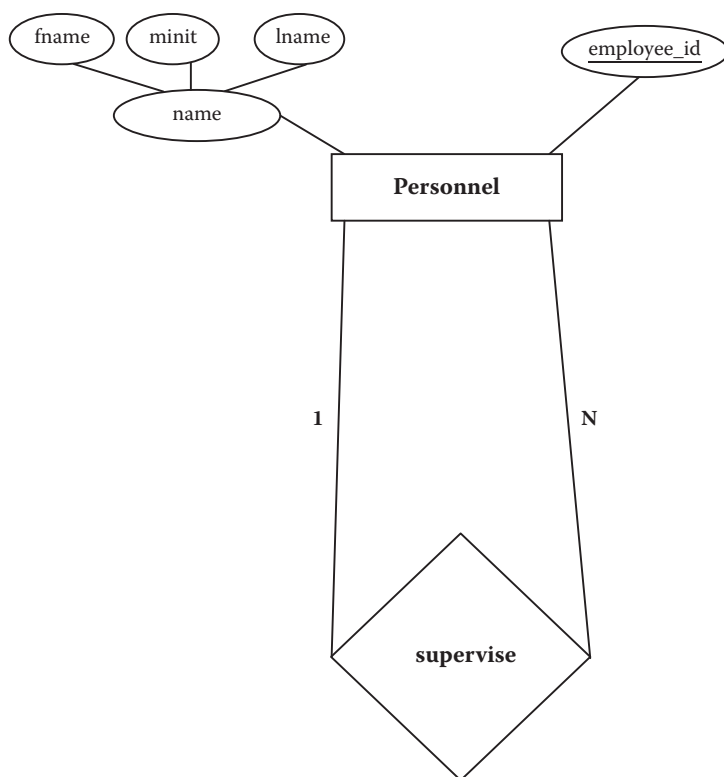 fname
minit
lname
employee_id
name
Personnel
1
N
supervise